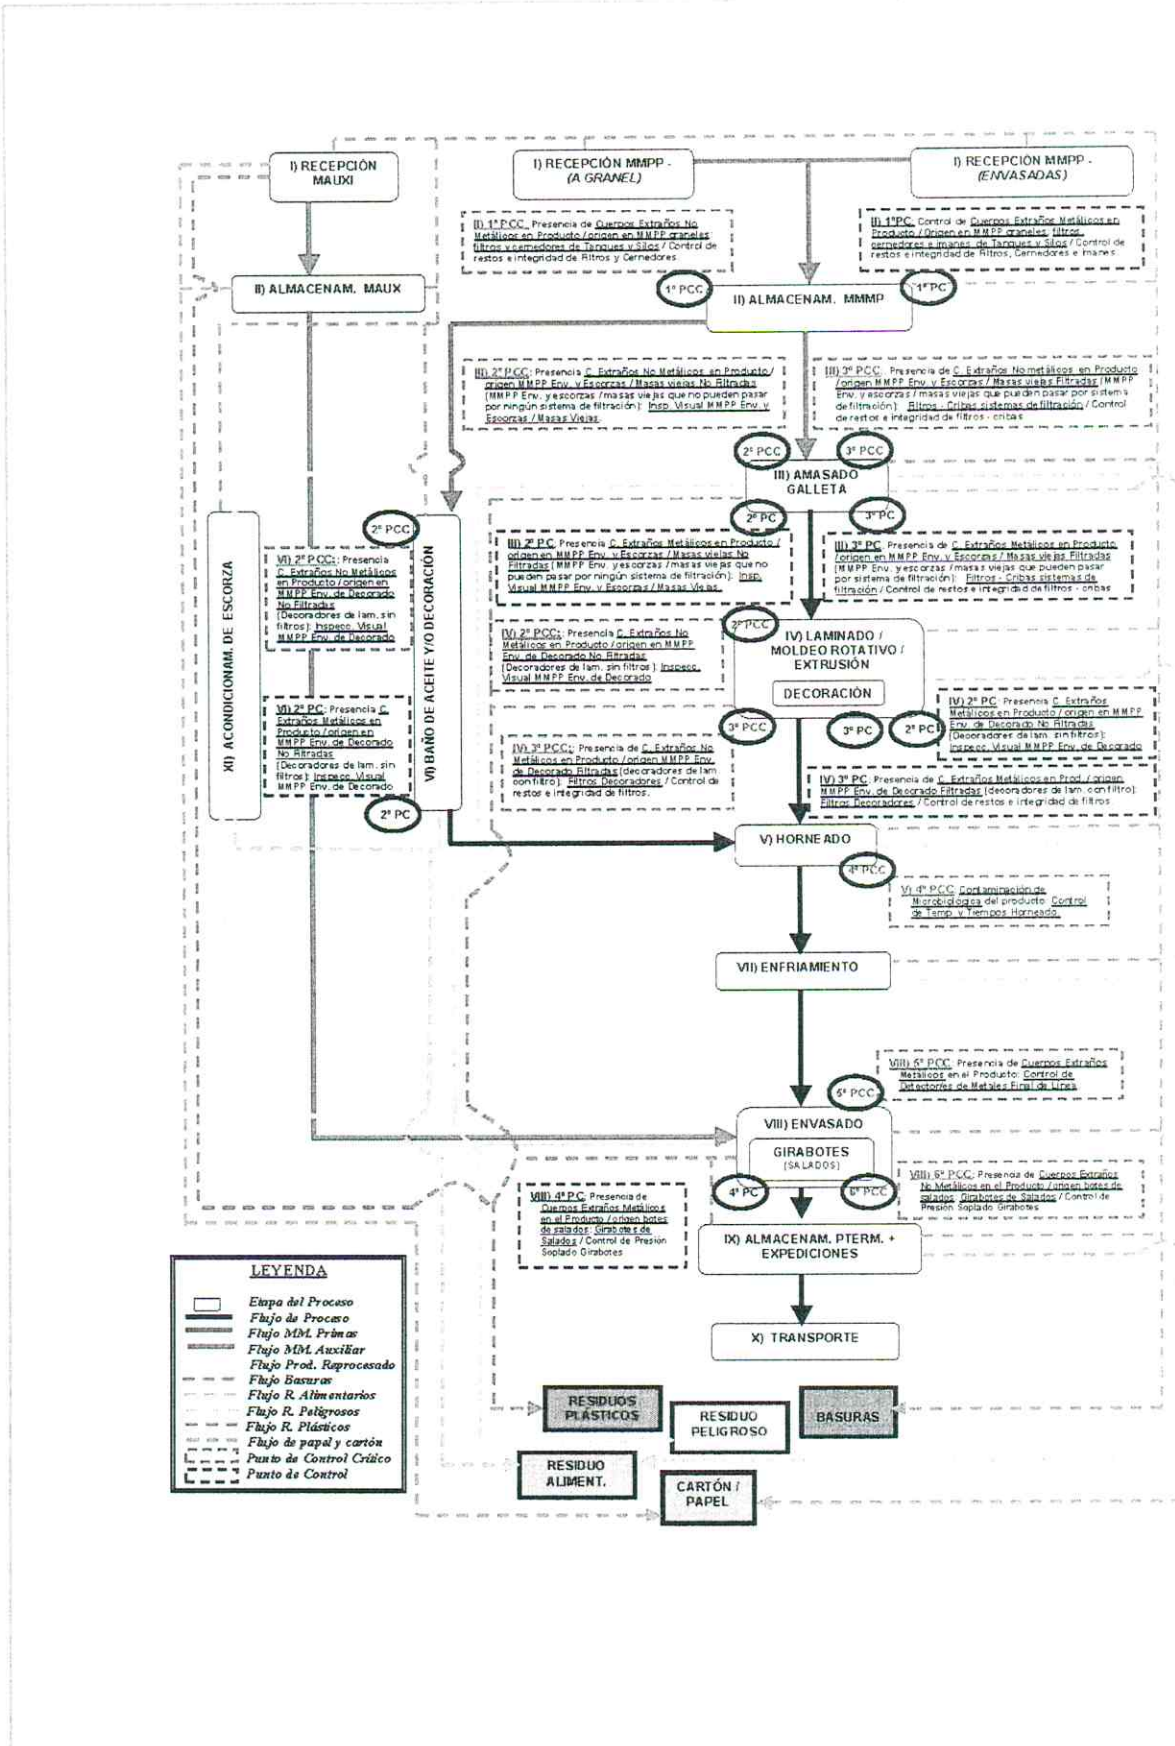 I) RECEPCIÓN
MAUXI
I) RECEPCIÓN MMPP -
(A GRANEL)
I) RECEPCIÓN MMPP -
(ENVASADAS)
II) 1º PCC: Presencia de Cuerpos Extraños No
Metálicos en Producto / origen en MMPP graneles:
filtros y cernedores de Tanques y Silos / Control de
restos e integridad de Filtros y Cernedores.
II) 1ºPC: Control de Cuerpos Extraños Metálicos en
Producto / Origen en MMPP graneles: filtros,
cernedores e imanes de Tanques y Silos / Control de
restos e integridad de Filtros, Cernedores e Imanes.
II) ALMACENAM. MAUX
1º PCC
1º PC
II) ALMACENAM. MMMP
III) 2º PCC: Presencia C. Extraños No Metálicos en Producto /
origen MMPP Env. y Escorzas / Masas viejas No Filtradas
(MMPP Env. y escorzas / masas viejas que no pueden pasar
por ningún sistema de filtración): Insp. Visual MMPP Env. y
Escorzas / Masas Viejas.
III) 3º PCC: Presencia de C. Extraños No metálicos en Producto
/origen MMPP Env. y Escorzas / Masas viejas Filtradas (MMPP
Env. y escorzas / masas viejas que pueden pasar por sistema
de filtración): Filtros - Cribas sistemas de filtración / Control
de restos e integridad de filtros - cribas
2º PCC
3º PCC
III) AMASADO
GALLETA
2º PC
3º PC
III) 2º PC: Presencia C. Extraños Metálicos en Producto /
origen en MMPP Env. y Escorzas / Masas viejas No
Filtradas (MMPP Env. y escorzas / masas viejas que no
pueden pasar por ningún sistema de filtración): Insp.
Visual MMPP Env. y Escorzas / Masas Viejas.
III) 3º PC: Presencia de C. Extraños Metálicos en Producto
/origen en MMPP Env. y Escorzas / Masas viejas Filtradas
(MMPP Env. y escorzas / masas viejas que pueden pasar
por sistema de filtración): Filtros - Cribas sistemas de
filtración / Control de restos e integridad de filtros - cribas
XI) ACONDICIONAM. DE ESCORZA
2º PCC
VI) BAÑO DE ACEITE Y/O DECORACIÓN
VI) 2º PCC: Presencia
C. Extraños No Metálicos
en Producto / origen en
MMPP Env. de Decorado
No Filtradas
(Decoradores de lam. sin
filtros): Inspecc. Visual
MMPP Env. de Decorado
VI) 2º PC: Presencia C.
Extraños Metálicos en
Producto / origen en
MMPP Env. de Decorado
No Filtradas
(Decoradores de lam. sin
filtros): Inspecc. Visual
MMPP Env. de Decorado
2º PC
IV) 2º PCC: Presencia C. Extraños No
Metálicos en Producto / origen en MMPP
Env. de Decorado No Filtradas
(Decoradores de lam. sin filtros): Inspecc.
Visual MMPP Env. de Decorado
2º PCC
IV) LAMINADO /
MOLDEO ROTATIVO /
EXTRUSIÓN
DECORACIÓN
3º PCC
3º PC
2º PC
IV) 2º PC: Presencia C. Extraños
Metálicos en Producto / origen en MMPP
Env. de Decorado No Filtradas
(Decoradores de lam. sin filtros):
Inspecc. Visual MMPP Env. de Decorado
IV) 3º PCC: Presencia de C. Extraños No
Metálicos en Producto / origen MMPP Env.
de Decorado Filtradas (decoradores de lam
con filtro): Filtros Decoradores / Control de
restos e integridad de filtros.
IV) 3º PC: Presencia de C. Extraños Metálicos en Prod. / origen
MMPP Env. de Decorado Filtradas (decoradores de lam. con filtro):
Filtros Decoradores / Control de restos e integridad de filtros
V) HORNEADO
4º PCC
V) 4º PCC: Contaminación de
Microbiológica del producto: Control
de Temp. y Tiempos Horneado.
VII) ENFRIAMIENTO
VIII) 5º PCC: Presencia de Cuerpos Extraños
Metálicos en el Producto: Control de
Detectores de Metales Final de Línea
5º PCC
VIII) ENVASADO
GIRABOTES
(SALADOS)
4º PC
6º PCC
VIII) 4º PC: Presencia de
Cuerpos Extraños Metálicos
en el Producto / origen botes
de salados: Girabotes de
Salados / Control de Presión
Soplado Girabotes
VIII) 6º PCC: Presencia de Cuerpos Extraños
No Metálicos en el Producto / origen botes de
salados: Girabotes de Salados / Control de
Presión Soplado Girabotes
IX) ALMACENAM. PTERM. +
EXPEDICIONES
X) TRANSPORTE
LEYENDA
Etapa del Proceso
Flujo de Proceso
Flujo MM. Primas
Flujo MM. Auxiliar
Flujo Prod. Reprocesado
Flujo Basuras
Flujo R. Alimentarios
Flujo R. Peligrosos
Flujo R. Plásticos
Flujo de papel y cartón
Punto de Control Crítico
Punto de Control
RESIDUOS
PLÁSTICOS
RESIDUO
PELIGROSO
BASURAS
RESIDUO
ALIMENT.
CARTÓN /
PAPEL